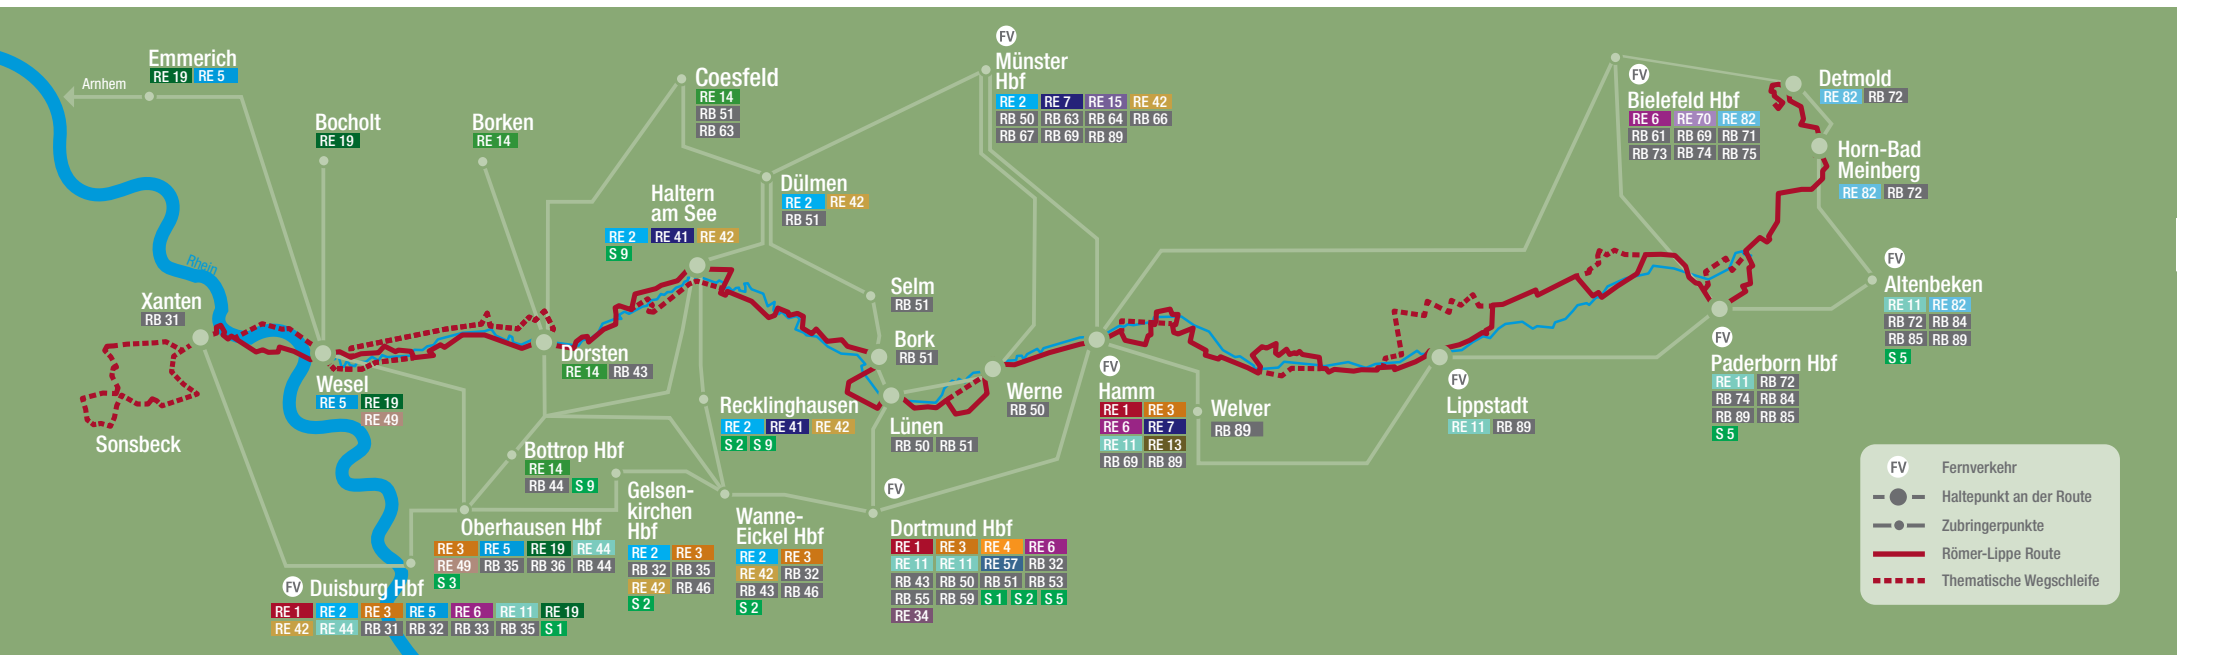 Emmerich
RE 19 RE 5
Arnhem
Bocholt
RE 19
Borken
RE 14
Coesfeld
RE 14
RB 51
RB 63
FV
Münster
Hbf
RE 2 RE 7 RE 15 RE 42
RB 50 RB 63 RB 64 RB 66
RB 67 RB 69 RB 89
FV
Bielefeld Hbf
RE 6 RE 70 RE 82
RB 61 RB 69 RB 71
RB 73 RB 74 RB 75
Detmold
RE 82 RB 72
Horn-Bad
Meinberg
RE 82 RB 72
Haltern
am See
RE 2 RE 41 RE 42
S 9
Dülmen
RE 2 RE 42
RB 51
Rhein
Xanten
RB 31
Selm
RB 51
Bork
RB 51
FV
Altenbeken
RE 11 RE 82
RB 72 RB 84
RB 85 RB 89
S 5
Sonsbeck
Wesel
RE 5 RE 19
RE 49
Dorsten
RE 14 RB 43
Recklinghausen
RE 2 RE 41 RE 42
S 2 S 9
Lünen
RB 50 RB 51
Werne
RB 50
FV
Hamm
RE 1 RE 3
RE 6 RE 7
RE 11 RE 13
RB 69 RB 89
Welver
RB 89
FV
Lippstadt
RE 11 RB 89
FV
Paderborn Hbf
RE 11 RB 72
RB 74 RB 84
RB 89 RB 85
S 5
Bottrop Hbf
RE 14
RB 44 S 9
Oberhausen Hbf
RE 3 RE 5 RE 19 RE 44
RE 49 RB 35 RB 36 RB 44
S 3
FV Duisburg Hbf
RE 1 RE 2 RE 3 RE 5 RE 6 RE 11 RE 19
RE 42 RE 44 RB 31 RB 32 RB 33 RB 35 S 1
Gelsen-
kirchen
Hbf
RE 2 RE 3
RB 32 RB 35
RE 42 RB 46
S 2
Wanne-
Eickel Hbf
RE 2 RE 3
RE 42 RB 32
RB 43 RB 46
S 2
FV
Dortmund Hbf
RE 1 RE 3 RE 4 RE 6
RE 11 RE 11 RE 57 RB 32
RB 43 RB 50 RB 51 RB 53
RB 55 RB 59 S 1 S 2 S 5
RE 34
FV Fernverkehr
Haltepunkt an der Route
Zubringerpunkte
Römer-Lippe Route
Thematische Wegschleife